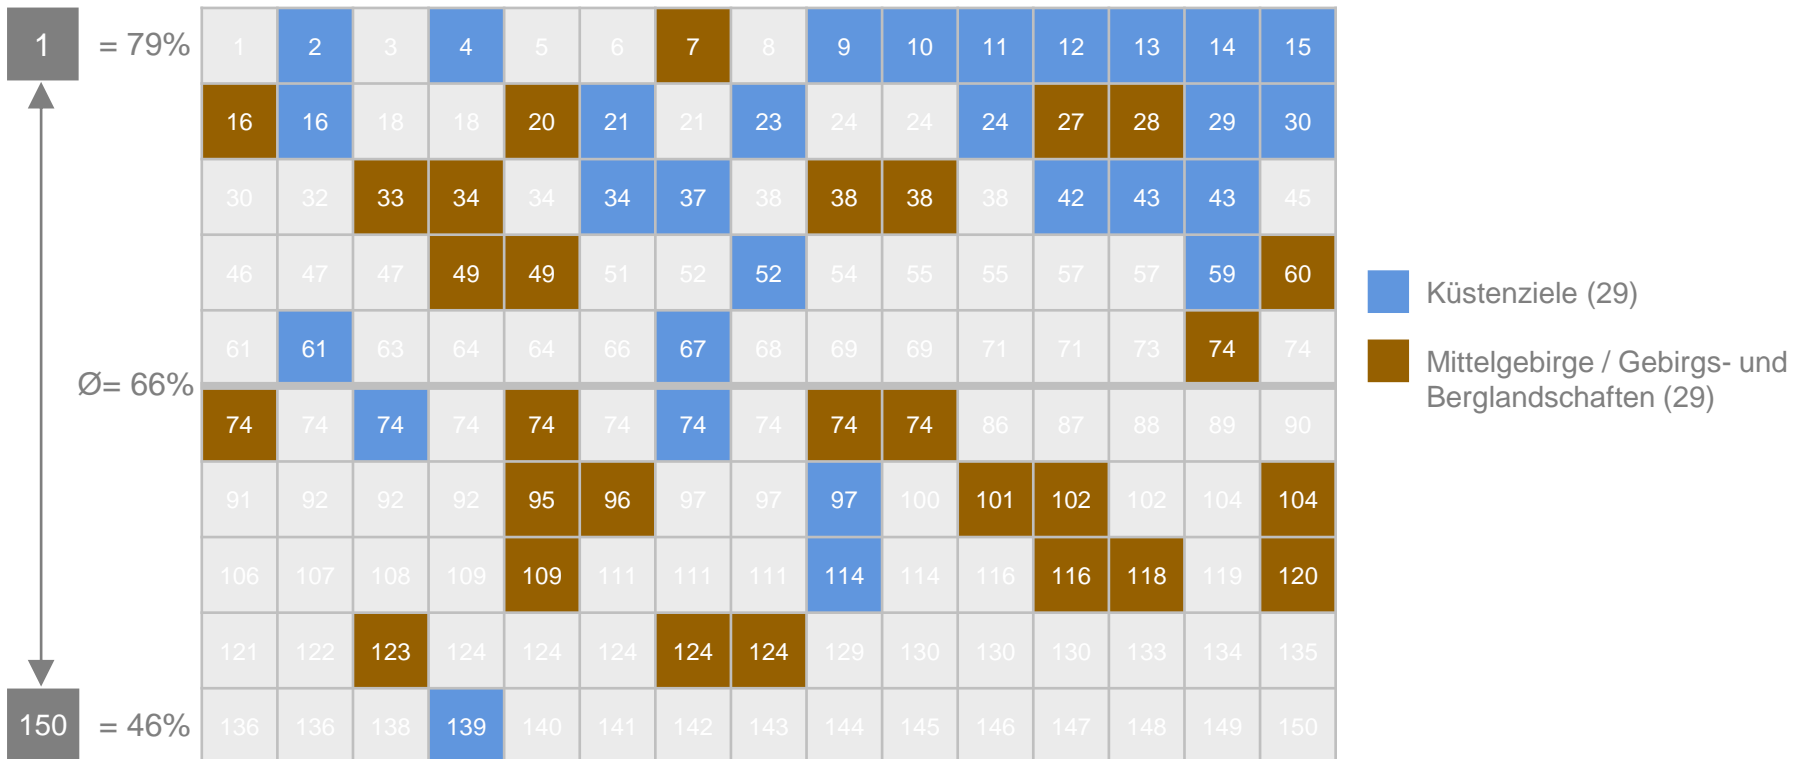 1 = 79% 1 2 3 4 5 6 7 8 9 10 11 12 13 14 15
16 16 18 18 20 21 21 23 24 24 24 27 28 29 30
30 32 33 34 34 34 37 38 38 38 38 42 43 43 45
46 47 47 49 49 51 52 52 54 55 55 57 57 59 60
Küstenziele (29)
61 61 63 64 64 66 67 68 69 69 71 71 73 74 74
Mittelgebirge / Gebirgs- und
Berglandschaften (29)
Ø= 66%
74 74 74 74 74 74 74 74 74 74 86 87 88 89 90
91 92 92 92 95 96 97 97 97 100 101 102 102 104 104
106 107 108 109 109 111 111 111 114 114 116 116 118 119 120
121 122 123 124 124 124 124 124 129 130 130 130 133 134 135
150 = 46% 136 136 138 139 140 141 142 143 144 145 146 147 148 149 150